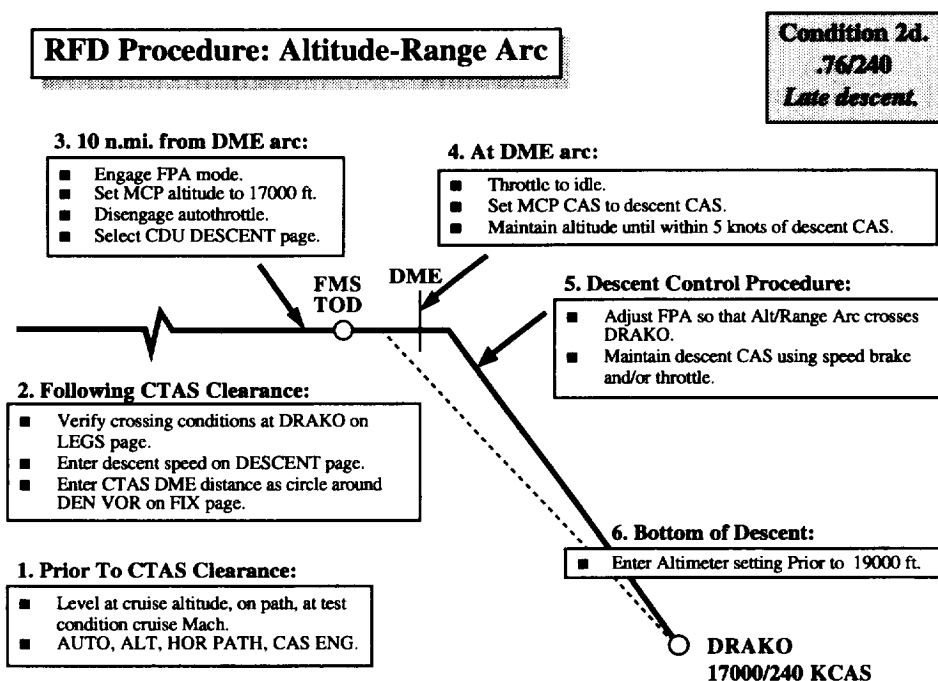 RFD Procedure: Altitude-Range Arc
Condition 2d.
.76/240
Late descent.
3. 10 n.mi. from DME arc:
■ Engage FPA mode.
■ Set MCP altitude to 17000 ft.
■ Disengage autothrottle.
■ Select CDU DESCENT page.
4. At DME arc:
■ Throttle to idle.
■ Set MCP CAS to descent CAS.
■ Maintain altitude until within 5 knots of descent CAS.
FMS
TOD
DME
5. Descent Control Procedure:
■ Adjust FPA so that Alt/Range Arc crosses
DRAKO.
■ Maintain descent CAS using speed brake
and/or throttle.
2. Following CTAS Clearance:
■ Verify crossing conditions at DRAKO on
LEGS page.
■ Enter descent speed on DESCENT page.
■ Enter CTAS DME distance as circle around
DEN VOR on FIX page.
6. Bottom of Descent:
■ Enter Altimeter setting Prior to 19000 ft.
1. Prior To CTAS Clearance:
■ Level at cruise altitude, on path, at test
condition cruise Mach.
■ AUTO, ALT, HOR PATH, CAS ENG.
DRAKO
17000/240 KCAS